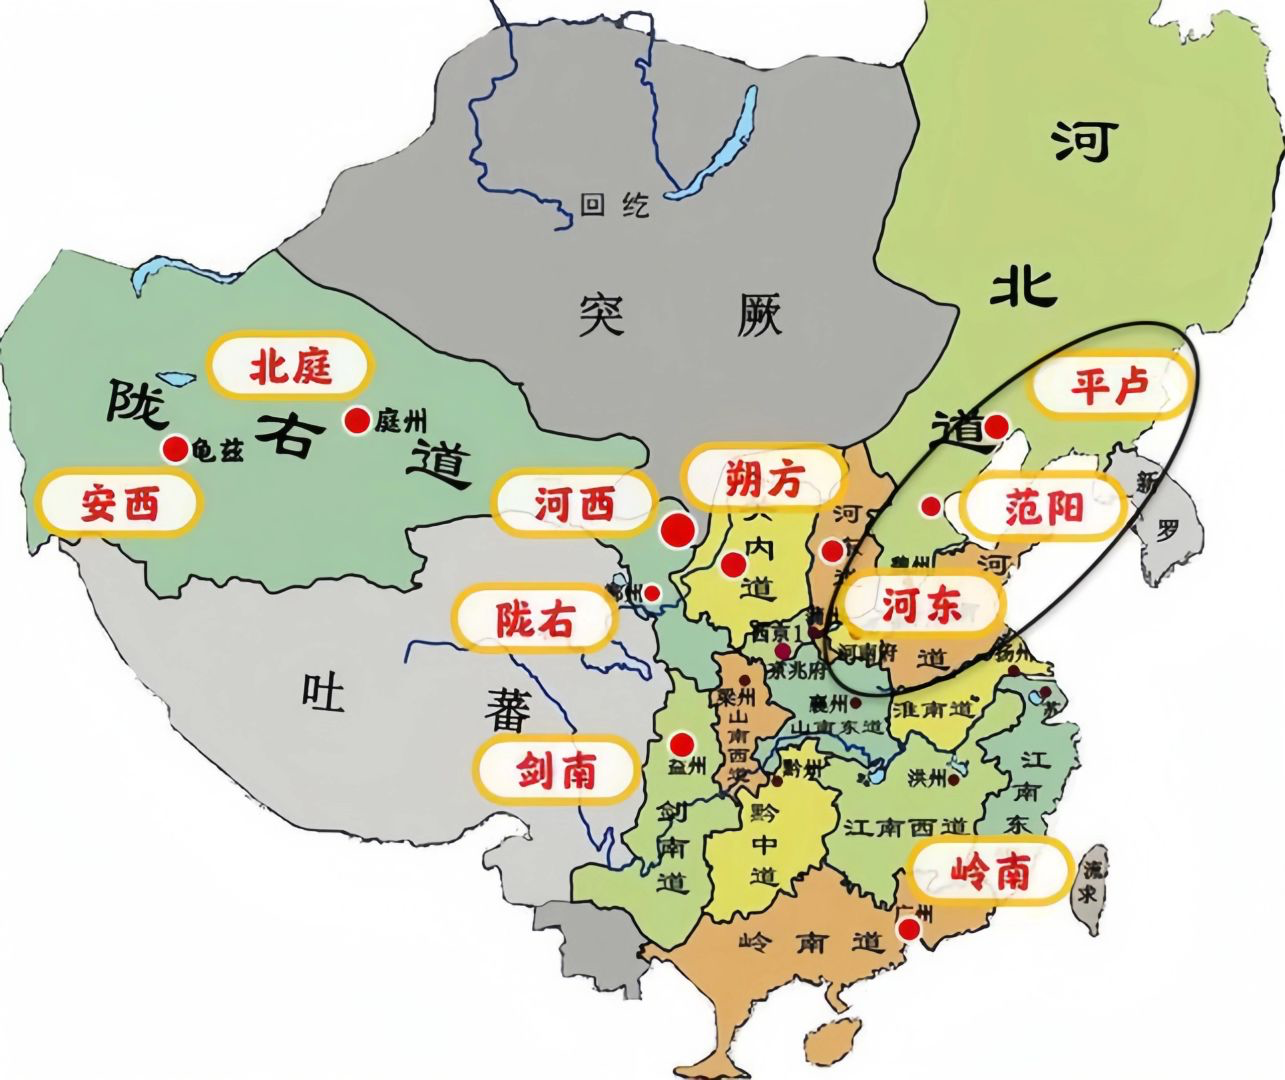 河
北
道
回纥
突厥
北庭
平卢
陇右道
庭州
龟兹
安西
河西
朔方
范阳
新罗
河
内道
河
陇右
河东
西京1
京兆府
河南府
道
扬州
吐蕃
梁州
襄州
淮南道
苏
山南西道
山南东道
剑南
益州
黔州
洪州
江南东
剑南道
黔中道
江南西道
岭南
流求
广州
岭南道